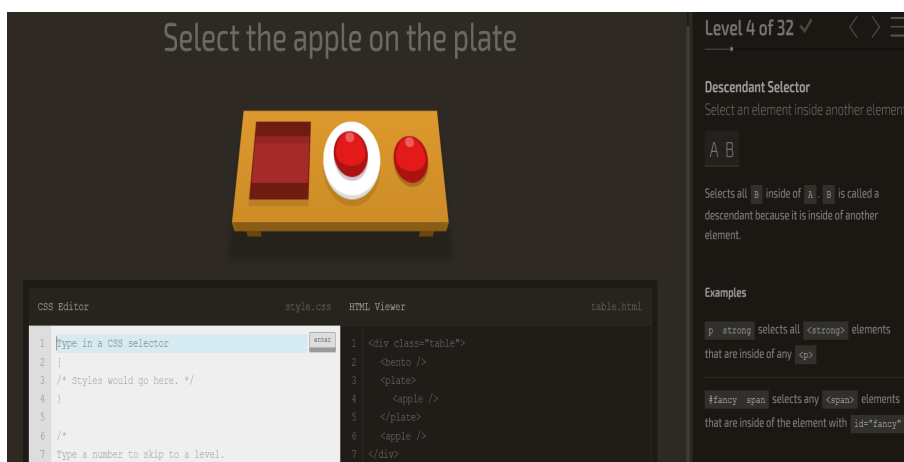 Select the apple on the plate
Level 4 of 32
Descendant Selector
Select an element inside another element
A B
Selects all B inside of A . B is called a
descendant because it is inside of another
element.
Examples
p strong selects all <strong> elements
that are inside of any <p>
#fancy span selects any <span> elements
that are inside of the element with id="fancy"
CSS Editor style.css
1 Type in a CSS selector enter
2 {
3 /* Styles would go here. */
4 }
5
6 /*
7 Type a number to skip to a level.
HTML Viewer table.html
1 <div class="table">
2 <bento />
3 <plate>
4 <apple />
5 </plate>
6 <apple />
7 </div>